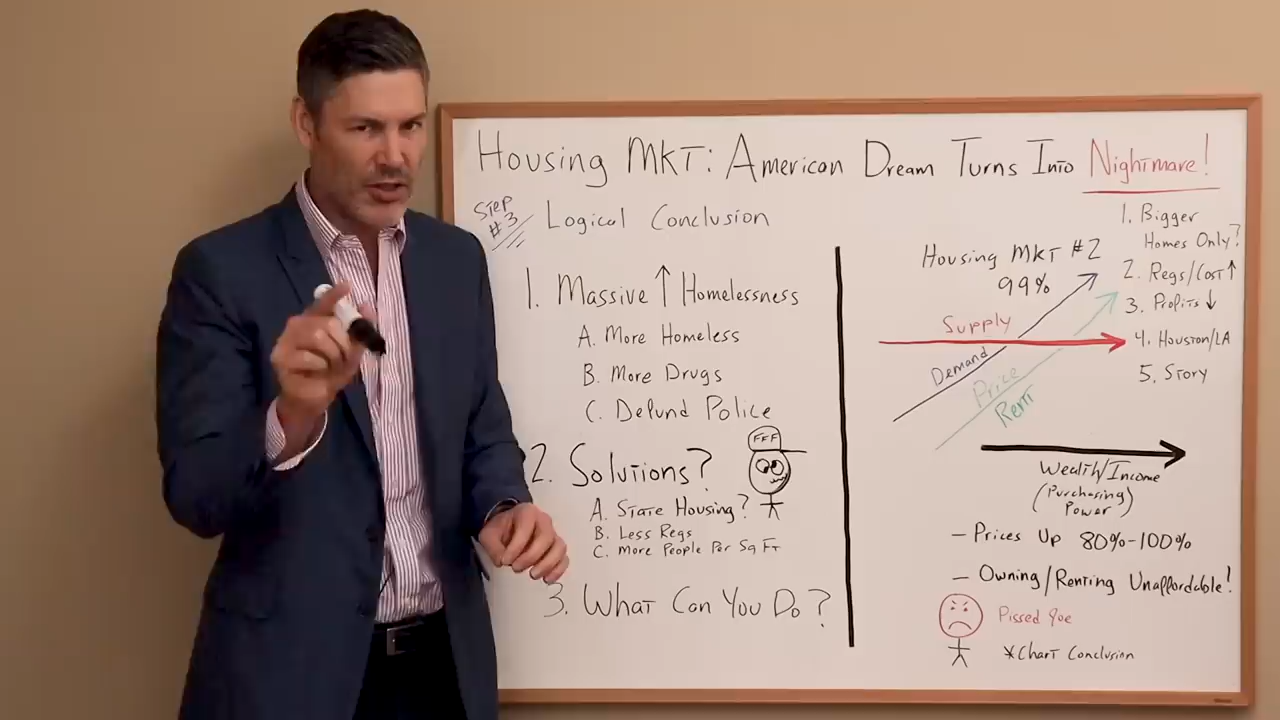 Housing MKT: American Dream Turns Into Nightmare!
Step #3
Logical Conclusion
1. Massive ↑ Homelessness
A. More Homeless
B. More Drugs
C. Defund Police
2. Solutions?
FFF
A. State Housing?
B. Less Regs
C. More People Per Sq Ft
3. What Can You Do?
Housing MKT #2
99%
Supply
Demand
Price
Rent
Wealth/Income
(Purchasing
Power)
1. Bigger
Homes Only?
2. Regs/Cost ↑
3. Profits ↓
4. Houston/LA
5. Story
- Prices Up 80%-100%
- Owning/Renting Unaffordable!
Pissed Joe
*Chart Conclusion